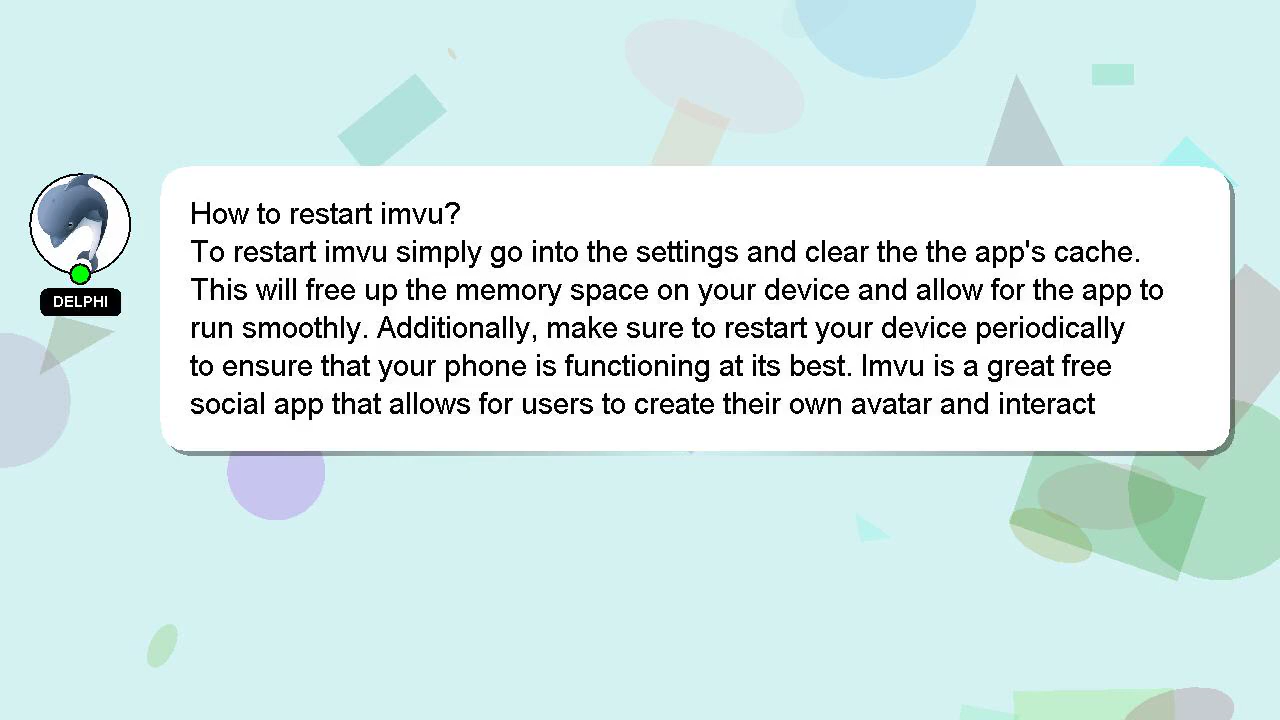 How to restart imvu?
To restart imvu simply go into the settings and clear the the app's cache.
This will free up the memory space on your device and allow for the app to
run smoothly. Additionally, make sure to restart your device periodically
to ensure that your phone is functioning at its best. Imvu is a great free
social app that allows for users to create their own avatar and interact
DELPHI